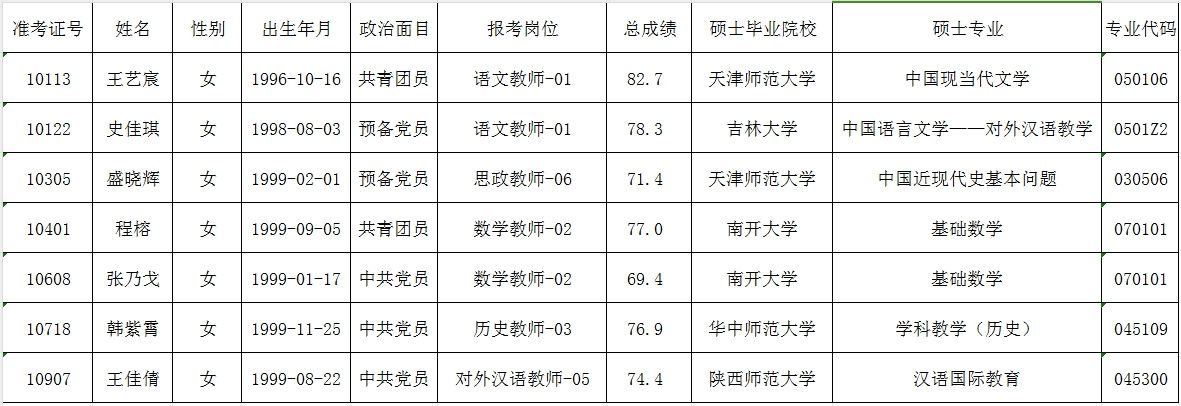 准考证号 姓名 性别 出生年月 政治面目 报考岗位 总成绩 硕士毕业院校 硕士专业 专业代码
10113 王艺宸 女 1996-10-16 共青团员 语文教师-01 82.7 天津师范大学 中国现当代文学 050106
10122 史佳琪 女 1998-08-03 预备党员 语文教师-01 78.3 吉林大学 中国语言文学——对外汉语教学 0501Z2
10305 盛晓辉 女 1999-02-01 预备党员 思政教师-06 71.4 天津师范大学 中国近现代史基本问题 030506
10401 程榕 女 1999-09-05 共青团员 数学教师-02 77.0 南开大学 基础数学 070101
10608 张乃戈 女 1999-01-17 中共党员 数学教师-02 69.4 南开大学 基础数学 070101
10718 韩紫霄 女 1999-11-25 中共党员 历史教师-03 76.9 华中师范大学 学科教学（历史） 045109
10907 王佳倩 女 1999-08-22 中共党员 对外汉语教师-05 74.4 陕西师范大学 汉语国际教育 045300